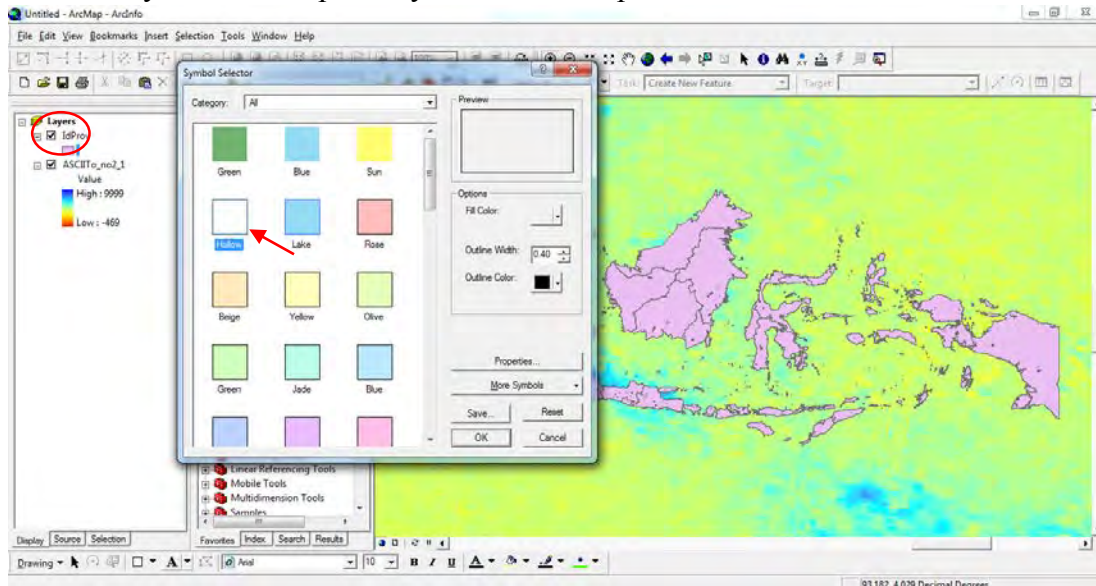 Untitled - ArcMap - ArcInfo
File Edit View Bookmarks Insert Selection Tools Window Help
Symbol Selector
Category: All
Preview
Task: Create New Feature
Target:
Layers
IdProv
ASCIITo_no2_1
Value
High : 9999
Low : -469
Green
Blue
Sun
Hollow
Lake
Rose
Beige
Yellow
Olive
Green
Jade
Blue
Options
Fill Color:
Outline Width: 0.40
Outline Color:
Properties...
More Symbols
Save...
Reset
OK
Cancel
Linear Referencing Tools
Mobile Tools
Multidimension Tools
Samples
Display Source Selection
Favorites Index Search Results
Drawing
A
Arial
10
B I U A
93.182 4.029 Decimal Degrees